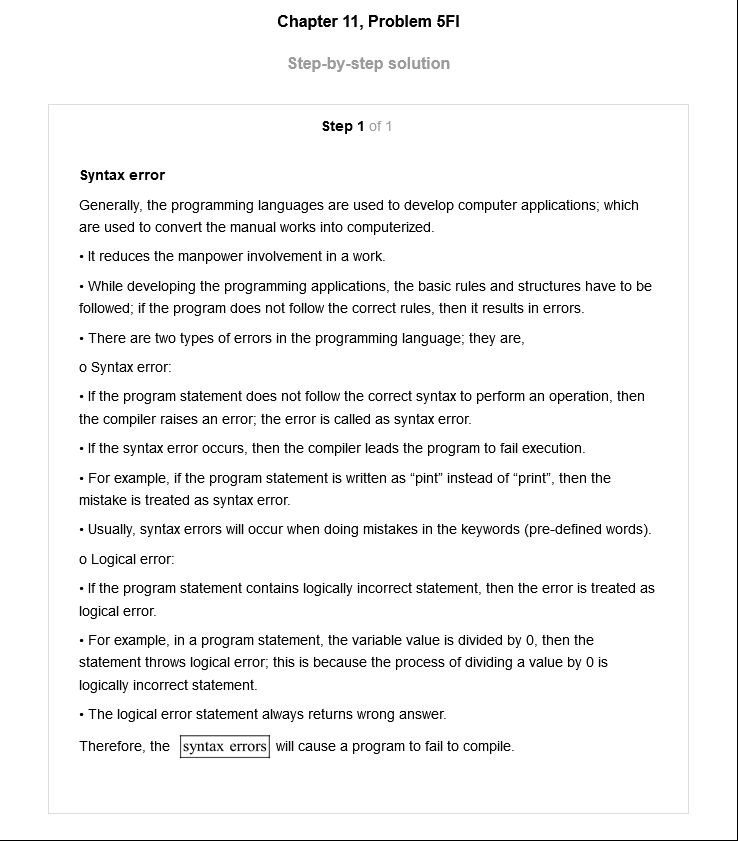 Chapter 11, Problem 5FI
Step-by-step solution
Step 1 of 1
Syntax error
Generally, the programming languages are used to develop computer applications; which
are used to convert the manual works into computerized.
• It reduces the manpower involvement in a work.
• While developing the programming applications, the basic rules and structures have to be
followed; if the program does not follow the correct rules, then it results in errors.
• There are two types of errors in the programming language; they are,
o Syntax error:
• If the program statement does not follow the correct syntax to perform an operation, then
the compiler raises an error; the error is called as syntax error.
• If the syntax error occurs, then the compiler leads the program to fail execution.
• For example, if the program statement is written as “pint” instead of “print”, then the
mistake is treated as syntax error.
• Usually, syntax errors will occur when doing mistakes in the keywords (pre-defined words).
o Logical error:
• If the program statement contains logically incorrect statement, then the error is treated as
logical error.
• For example, in a program statement, the variable value is divided by 0, then the
statement throws logical error; this is because the process of dividing a value by 0 is
logically incorrect statement.
• The logical error statement always returns wrong answer.
Therefore, the syntax errors will cause a program to fail to compile.